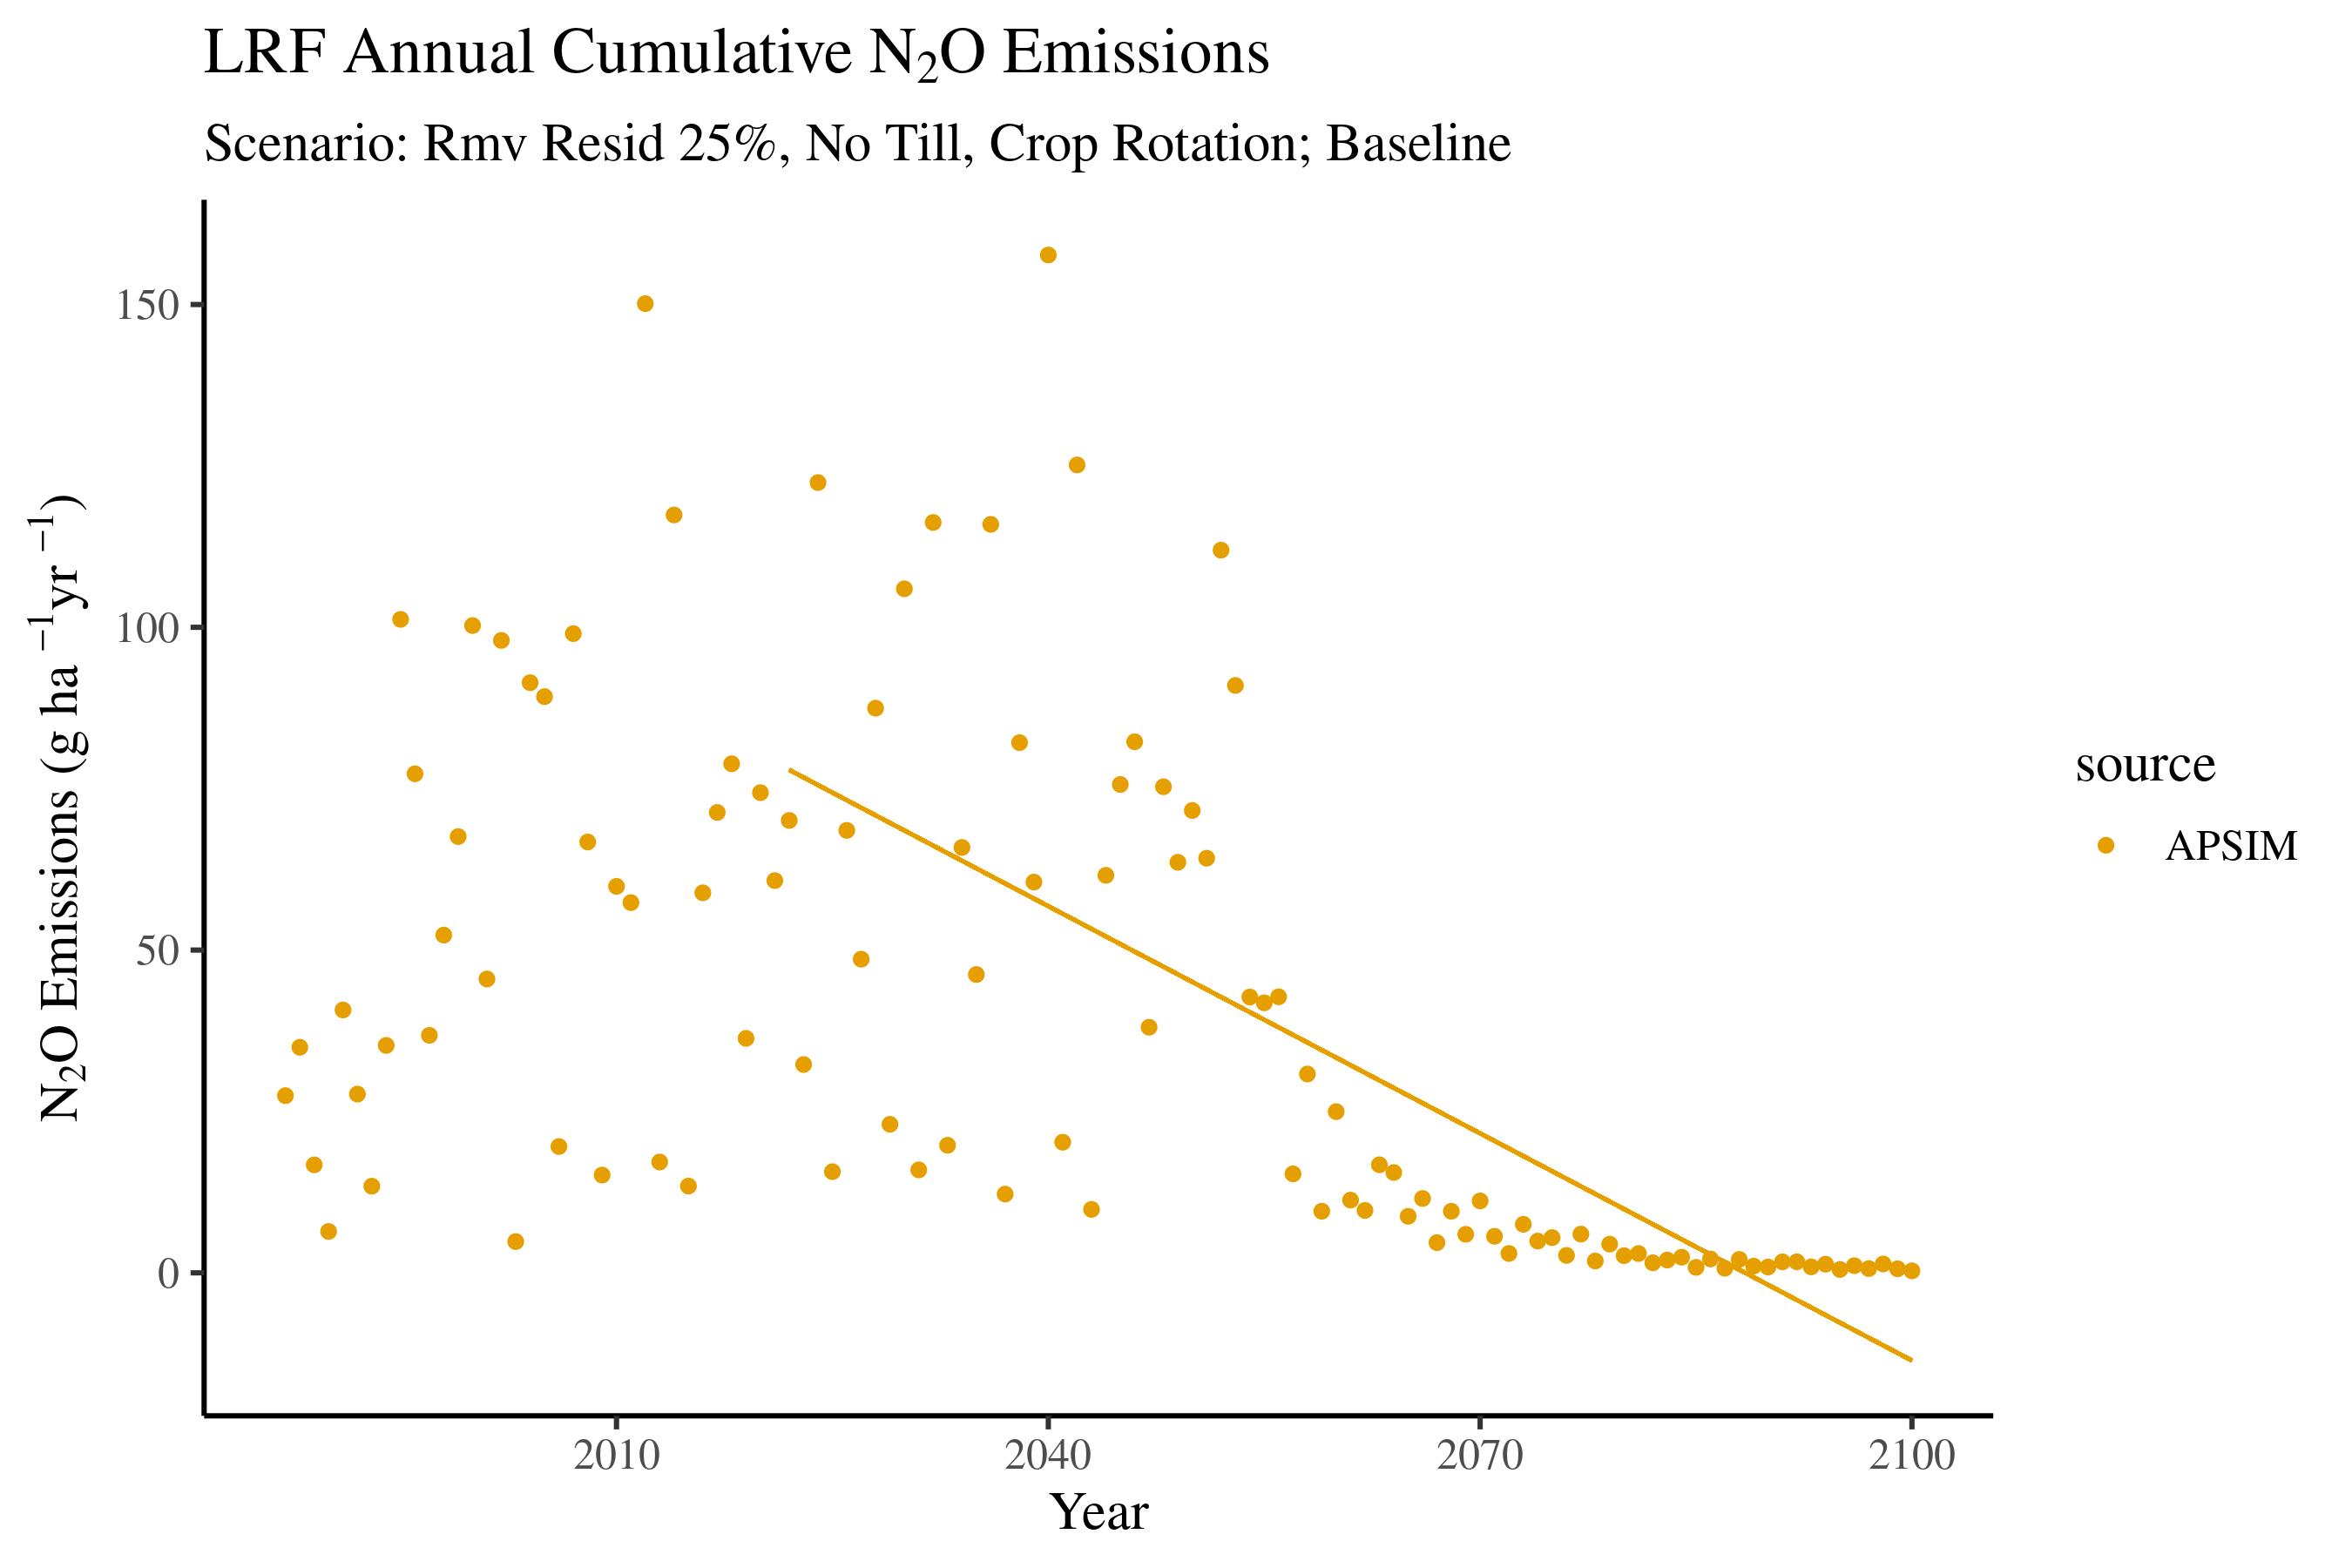 LRF Annual Cumulative N₂O Emissions
Scenario: Rmv Resid 25%, No Till, Crop Rotation; Baseline
N₂O Emissions (g ha⁻¹yr⁻¹)
150
100
50
0
2010 2040 2070 2100
Year
source
APSIM